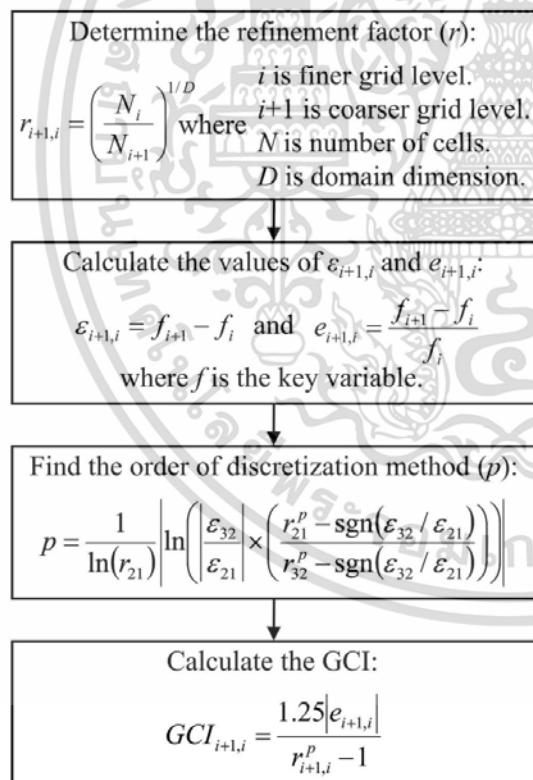 Determine the refinement factor (r):
r_{i+1,i} = (N_i / N_{i+1})^{1/D} where
i is finer grid level.
i+1 is coarser grid level.
N is number of cells.
D is domain dimension.
Calculate the values of ε_{i+1,i} and e_{i+1,i}:
ε_{i+1,i} = f_{i+1} − f_i and e_{i+1,i} = (f_{i+1} − f_i) / f_i
where f is the key variable.
Find the order of discretization method (p):
p = 1 / ln(r_{21}) |ln(|ε_{32} / ε_{21}| × ((r_{21}^p − sgn(ε_{32} / ε_{21})) / (r_{32}^p − sgn(ε_{32} / ε_{21}))))|
Calculate the GCI:
GCI_{i+1,i} = 1.25|e_{i+1,i}| / (r_{i+1,i}^p − 1)